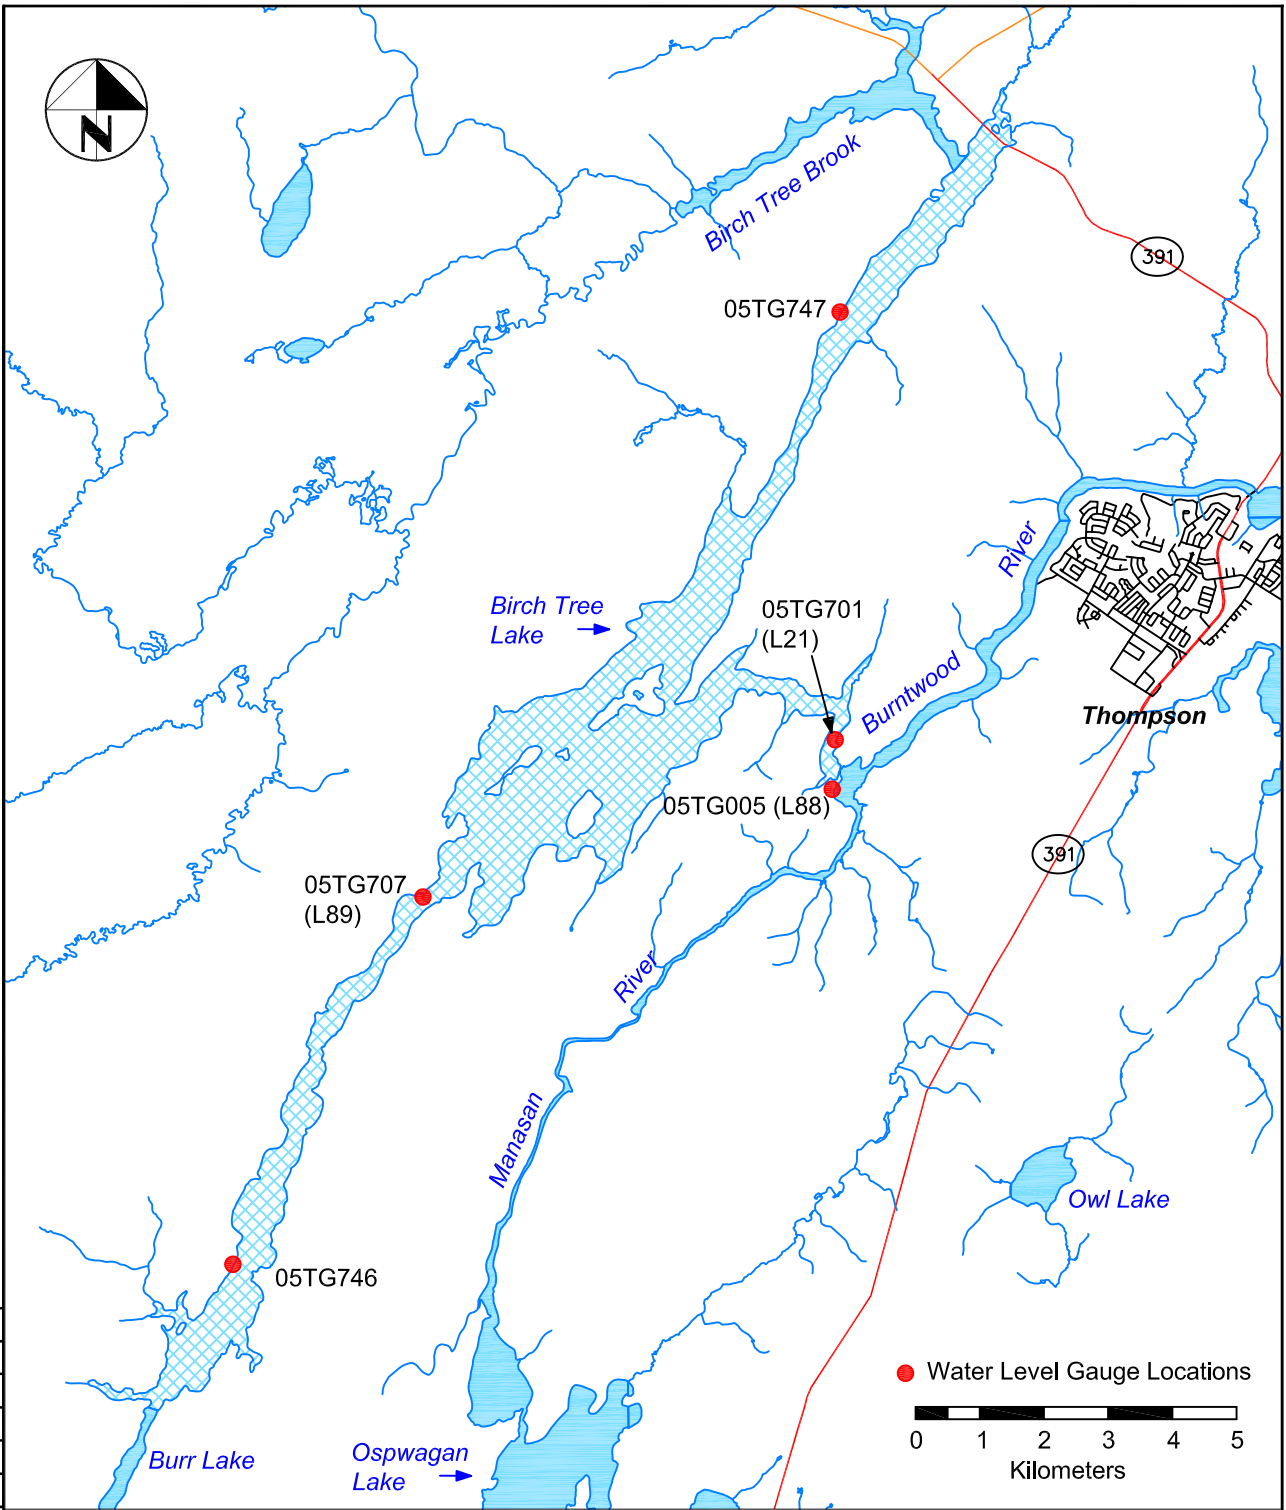 N
Birch Tree Brook
391
05TG747
River
Birch Tree
Lake
05TG701
(L21)
Burntwood
Thompson
05TG005 (L88)
391
05TG707
(L89)
River
Manasan
Owl Lake
05TG746
Water Level Gauge Locations
0 1 2 3 4 5
Kilometers
Burr Lake
Ospwagan
Lake